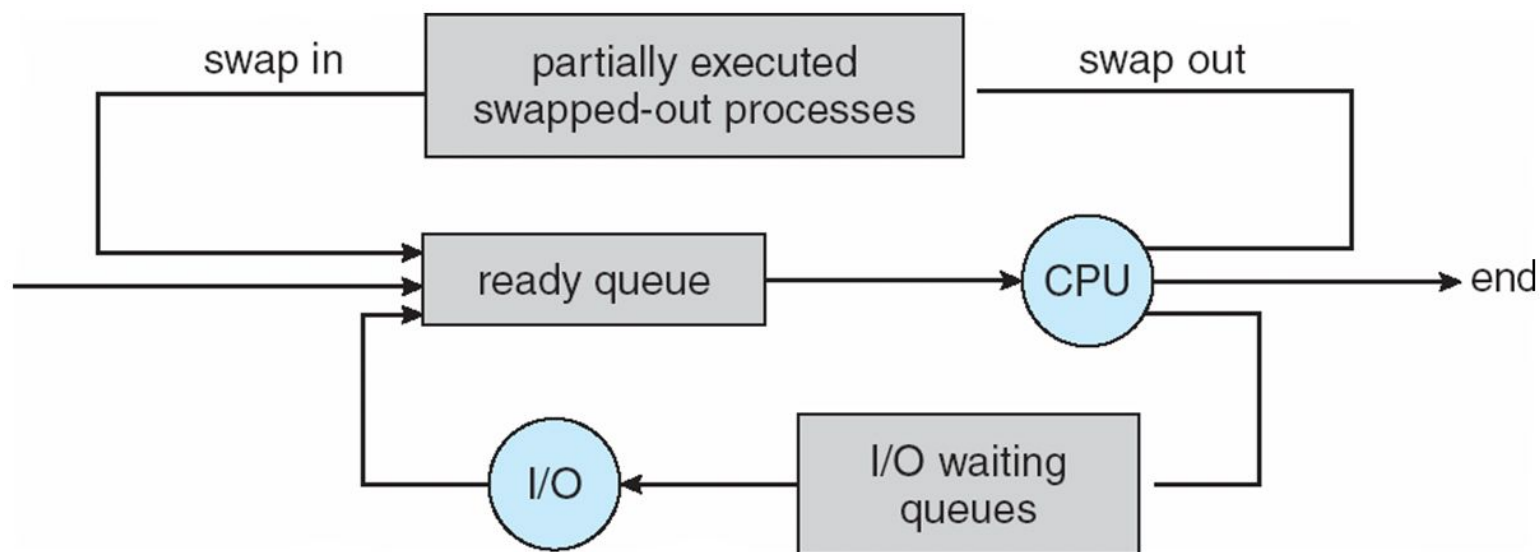 swap in
partially executed
swapped-out processes
swap out
ready queue
CPU
end
I/O
I/O waiting
queues